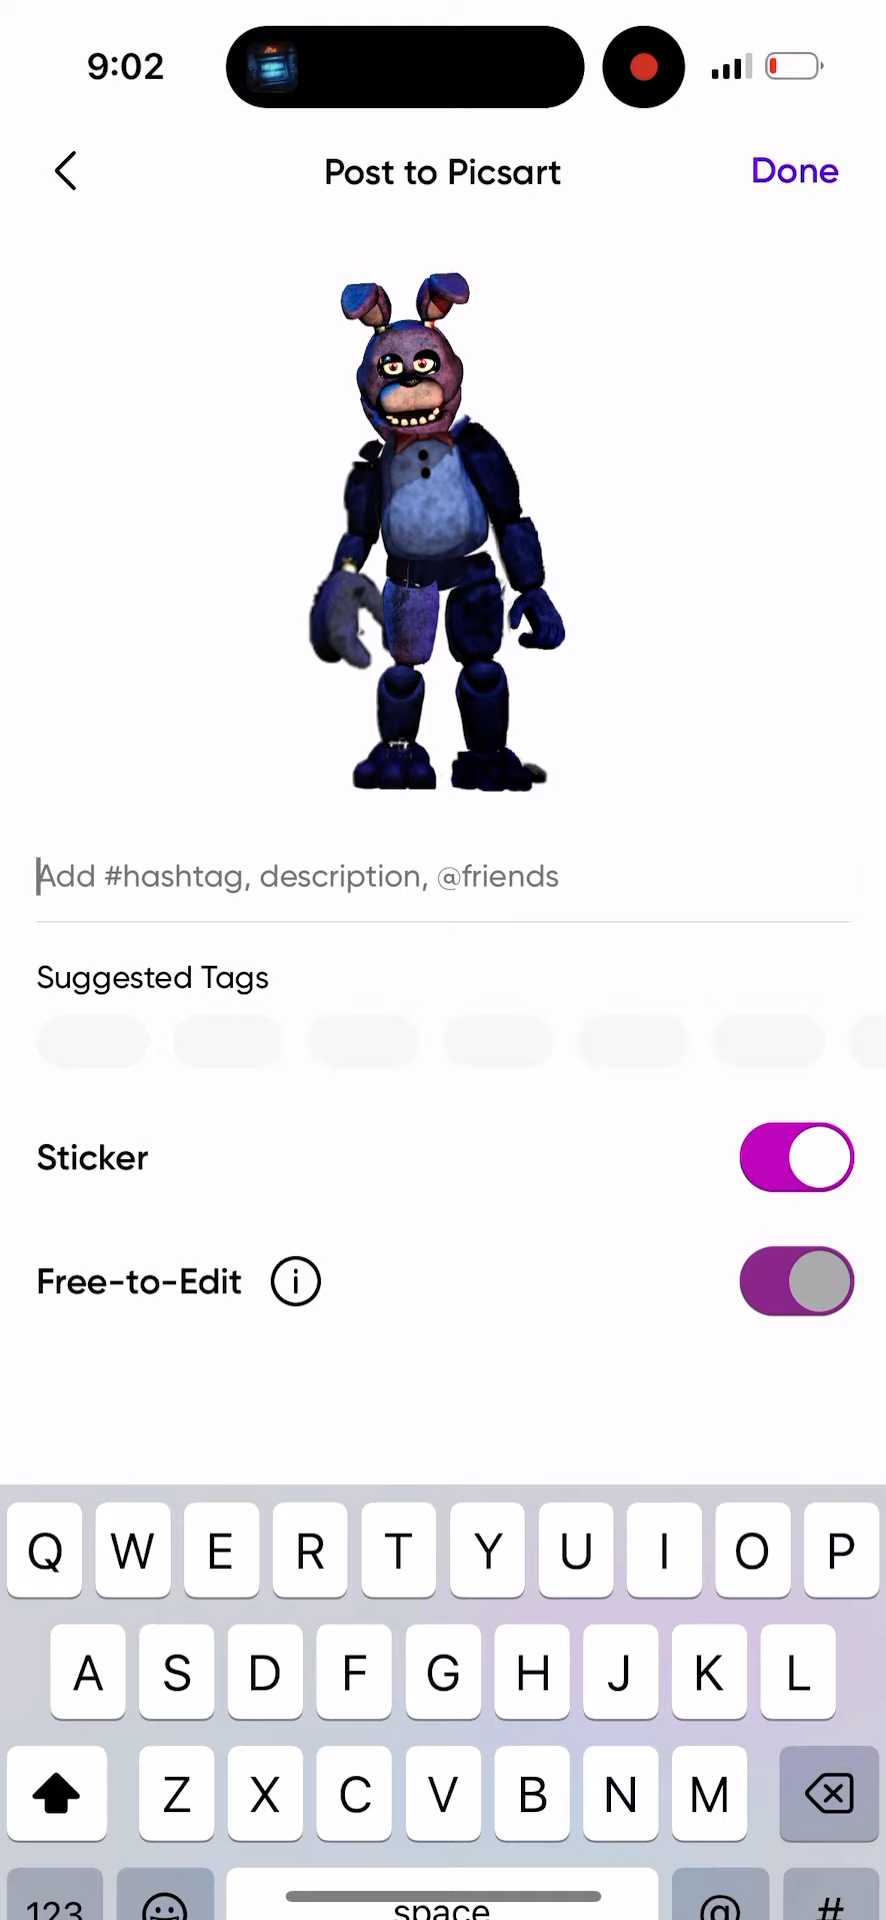 9:02
Post to Picsart
Done
Add #hashtag, description, @friends
Suggested Tags
Sticker
Free-to-Edit
Q W E R T Y U I O P
A S D F G H J K L
Z X C V B N M
123 space @ #